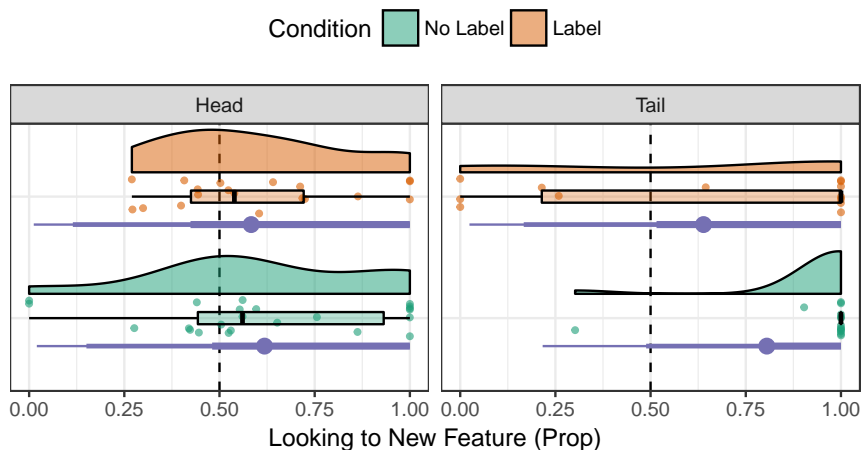 Condition No Label Label
Head Tail
0.00 0.25 0.50 0.75 1.00 0.00 0.25 0.50 0.75 1.00
Looking to New Feature (Prop)